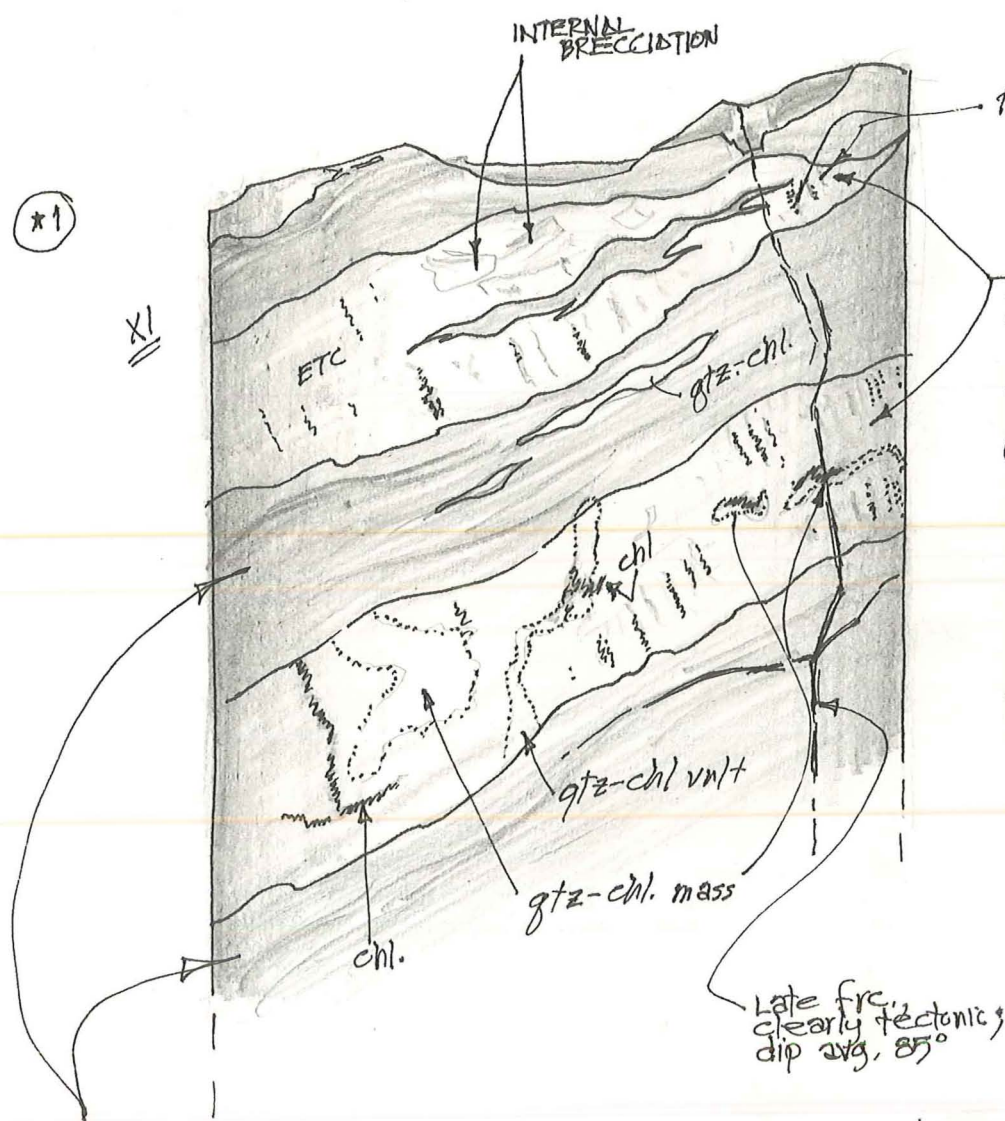 INTERNAL
BRECCIATION
*1
X1
ETC
qtz-chl.
chl
qtz-chl vnlt
qtz-chl. mass
chl.
Late frc.,
clearly tectonic;
dip avg. 85°